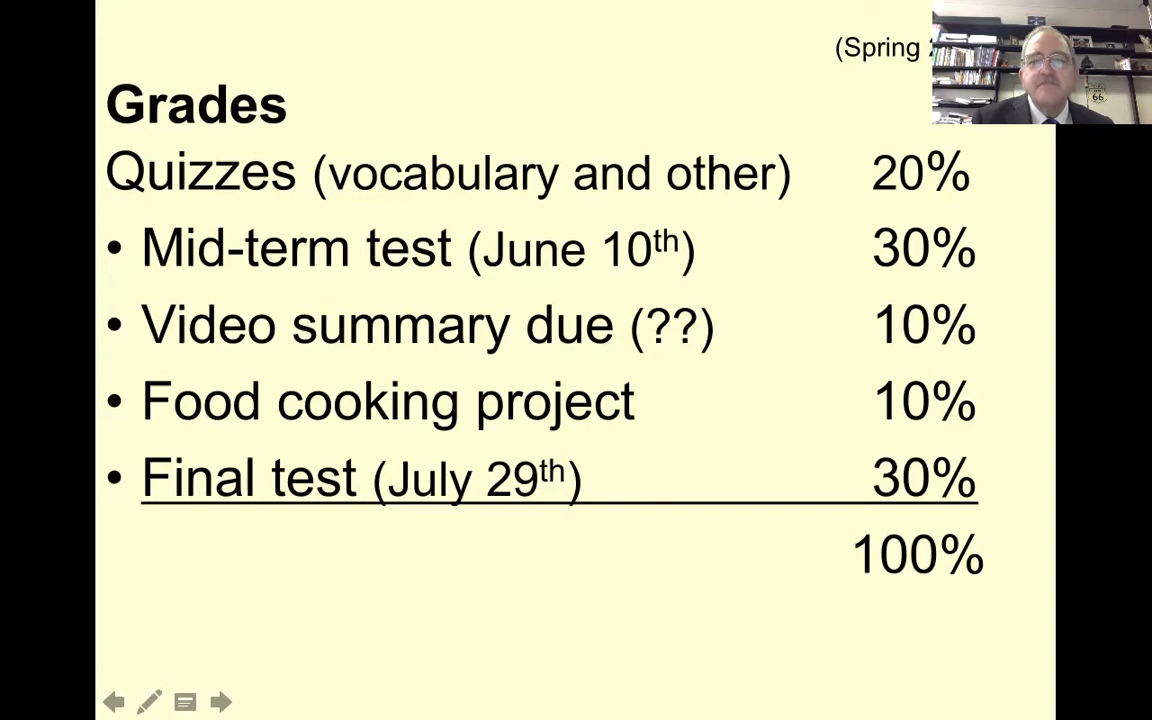 (Spring
Grades
Quizzes (vocabulary and other) 20%
• Mid-term test (June 10th) 30%
• Video summary due (??) 10%
• Food cooking project 10%
• Final test (July 29th) 30%
100%
66